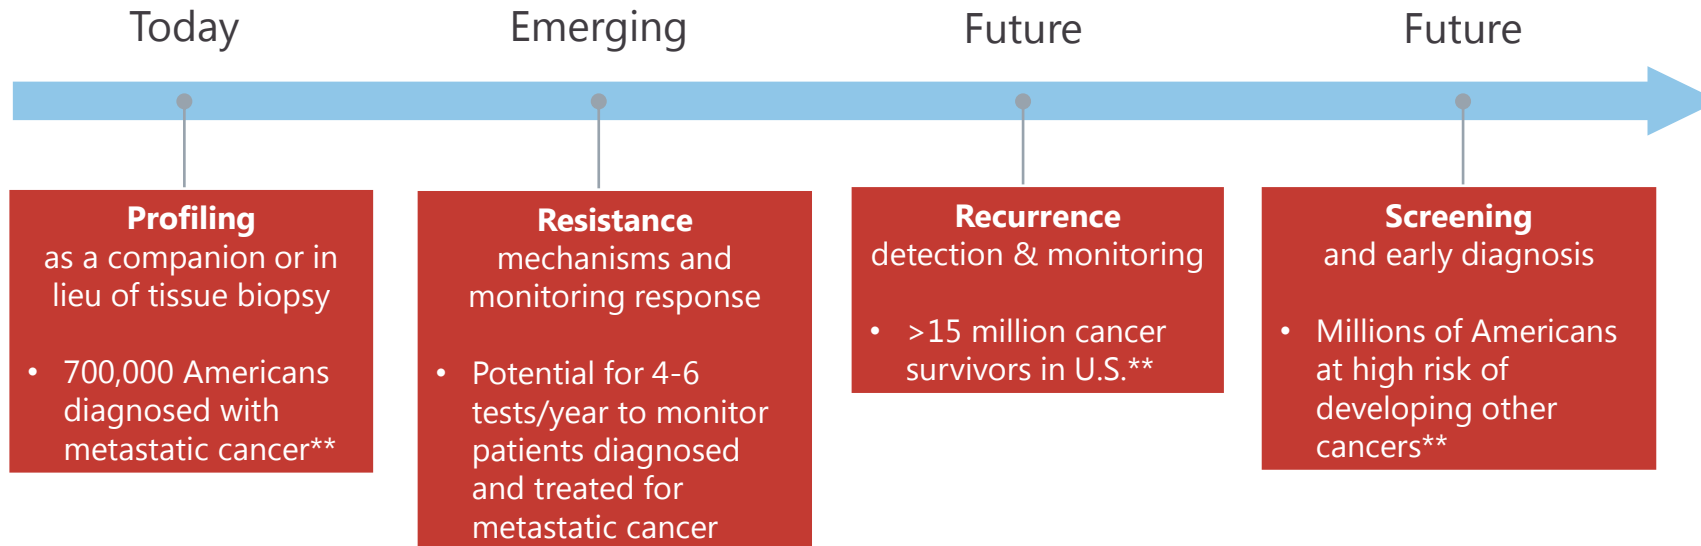 Today
Emerging
Future
Future
Profiling
as a companion or in
lieu of tissue biopsy
• 700,000 Americans
diagnosed with
metastatic cancer**
Resistance
mechanisms and
monitoring response
• Potential for 4-6
tests/year to monitor
patients diagnosed
and treated for
metastatic cancer
Recurrence
detection & monitoring
• >15 million cancer
survivors in U.S.**
Screening
and early diagnosis
• Millions of Americans
at high risk of
developing other
cancers**